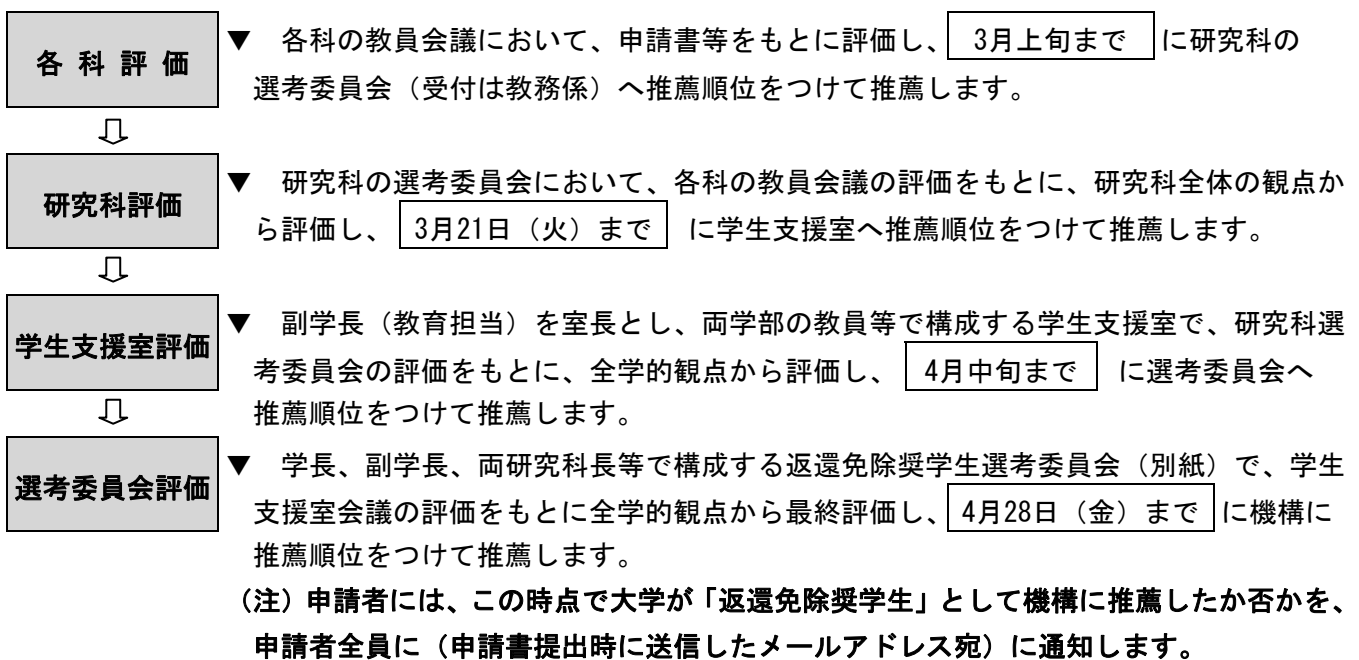 各 科 評 価
▼　各科の教員会議において、申請書等をもとに評価し、 3月上旬まで に研究科の
選考委員会（受付は教務係）へ推薦順位をつけて推薦します。
⇩
研究科評価
▼　研究科の選考委員会において、各科の教員会議の評価をもとに、研究科全体の観点か
ら評価し、 3月21日（火）まで に学生支援室へ推薦順位をつけて推薦します。
⇩
学生支援室評価
▼　副学長（教育担当）を室長とし、両学部の教員等で構成する学生支援室で、研究科選
考委員会の評価をもとに、全学的観点から評価し、 4月中旬まで に選考委員会へ
推薦順位をつけて推薦します。
⇩
選考委員会評価
▼　学長、副学長、両研究科長等で構成する返還免除奨学生選考委員会（別紙）で、学生
支援室会議の評価をもとに全学的観点から最終評価し、 4月28日（金）まで に機構に
推薦順位をつけて推薦します。
（注）申請者には、この時点で大学が「返還免除奨学生」として機構に推薦したか否かを、
申請者全員に（申請書提出時に送信したメールアドレス宛）に通知します。